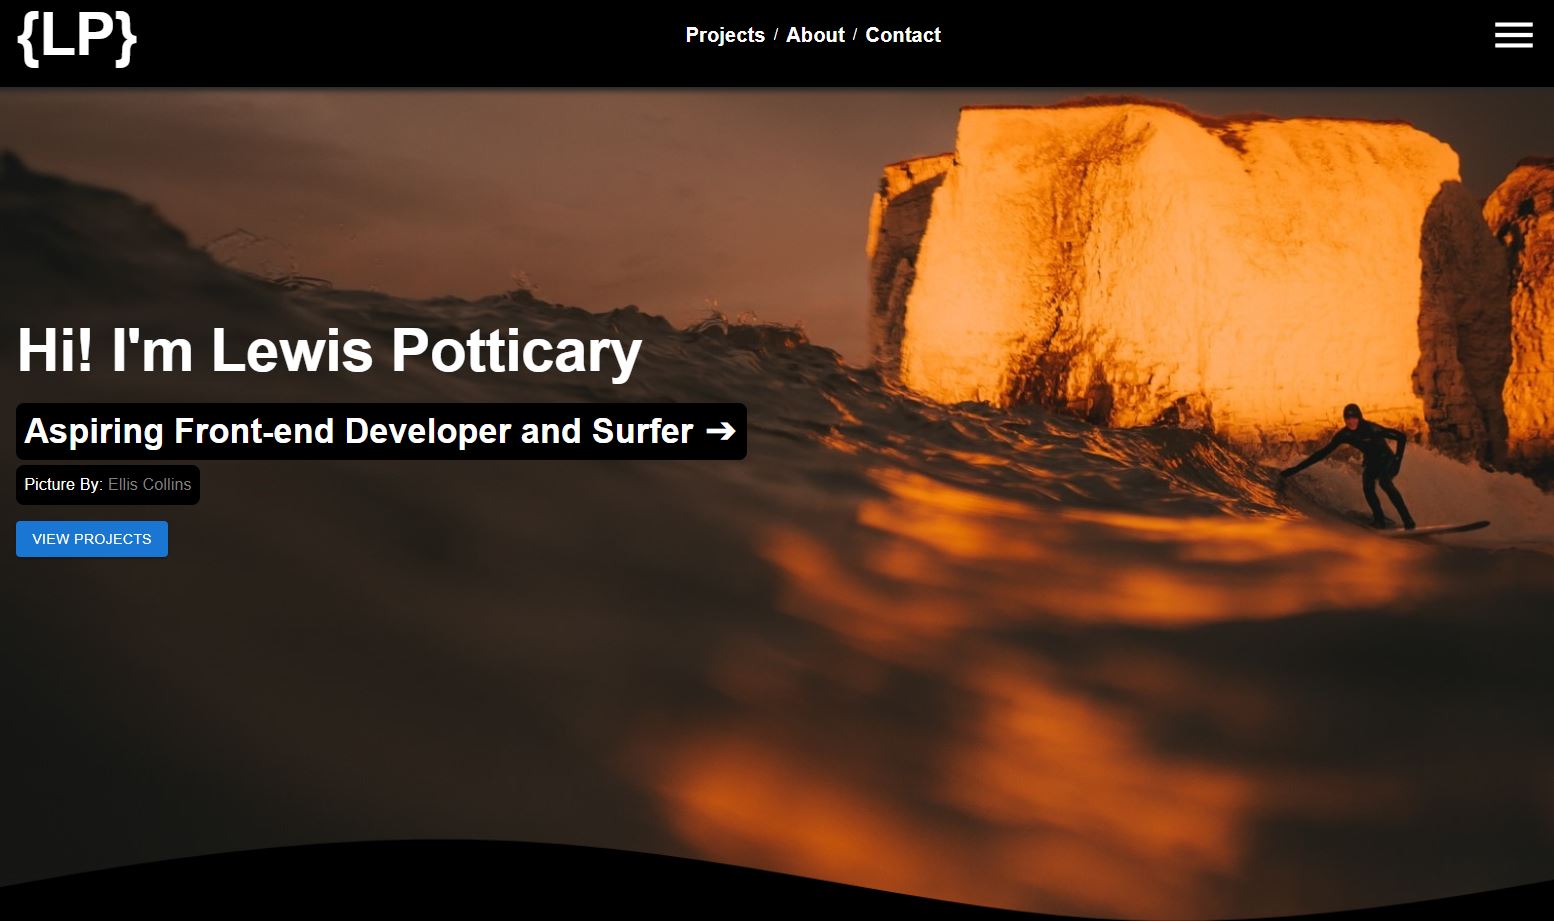 {LP}
Projects / About / Contact
Hi! I'm Lewis Potticary
Aspiring Front-end Developer and Surfer ➔
Picture By: Ellis Collins
VIEW PROJECTS